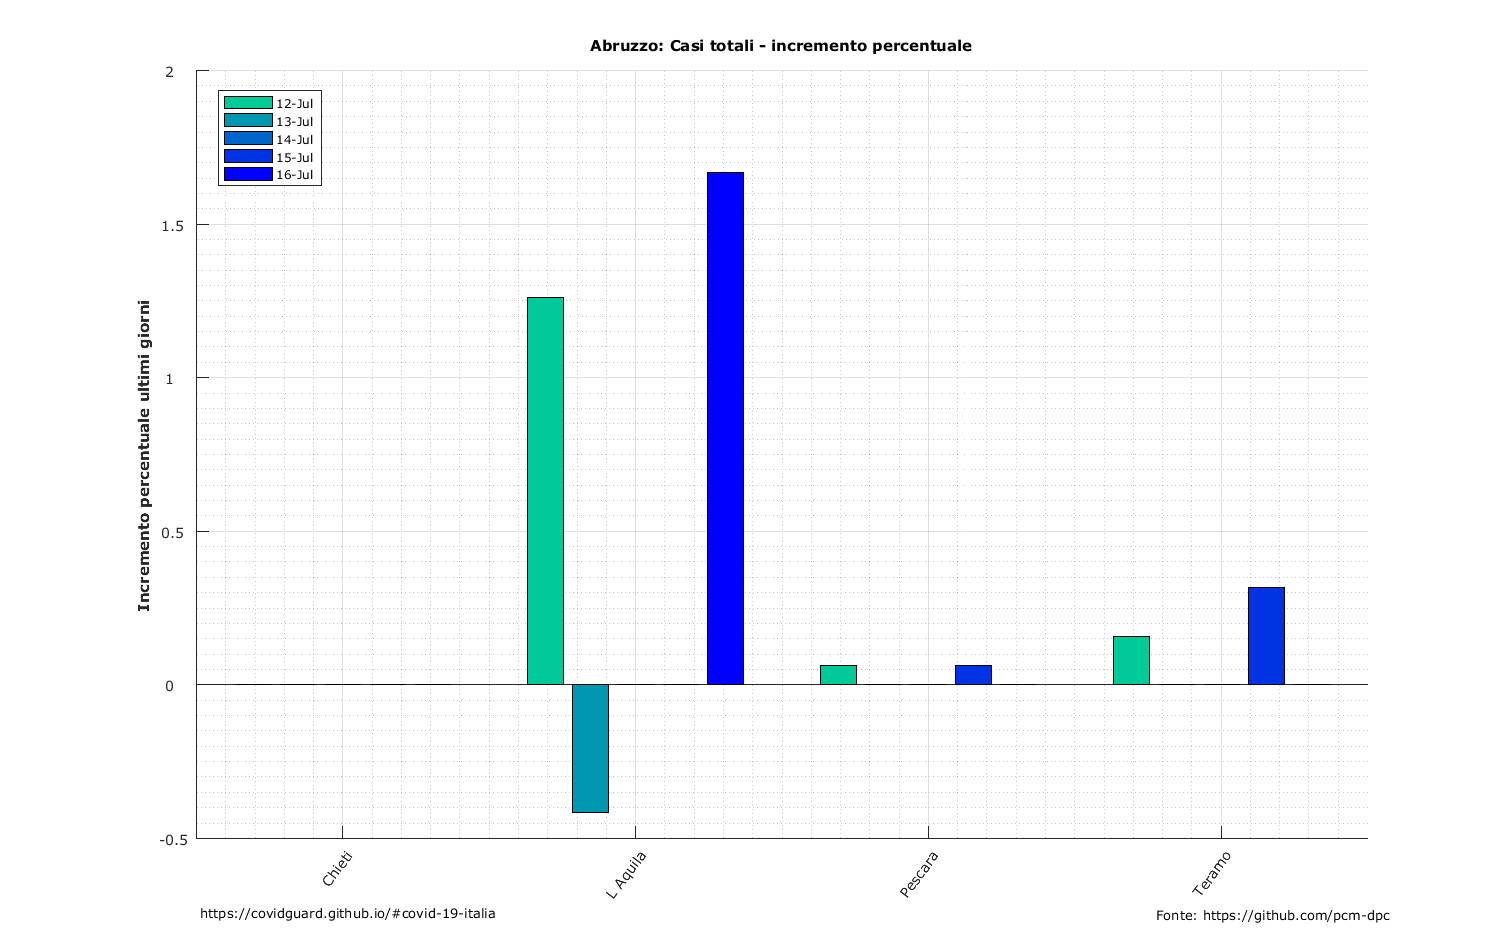 Abruzzo: Casi totali - incremento percentuale
2
1.5
1
0.5
0
-0.5
12-Jul
13-Jul
14-Jul
15-Jul
16-Jul
Incremento percentuale ultimi giorni
Chieti
L Aquila
Pescara
Teramo
https://covidguard.github.io/#covid-19-italia
Fonte: https://github.com/pcm-dpc